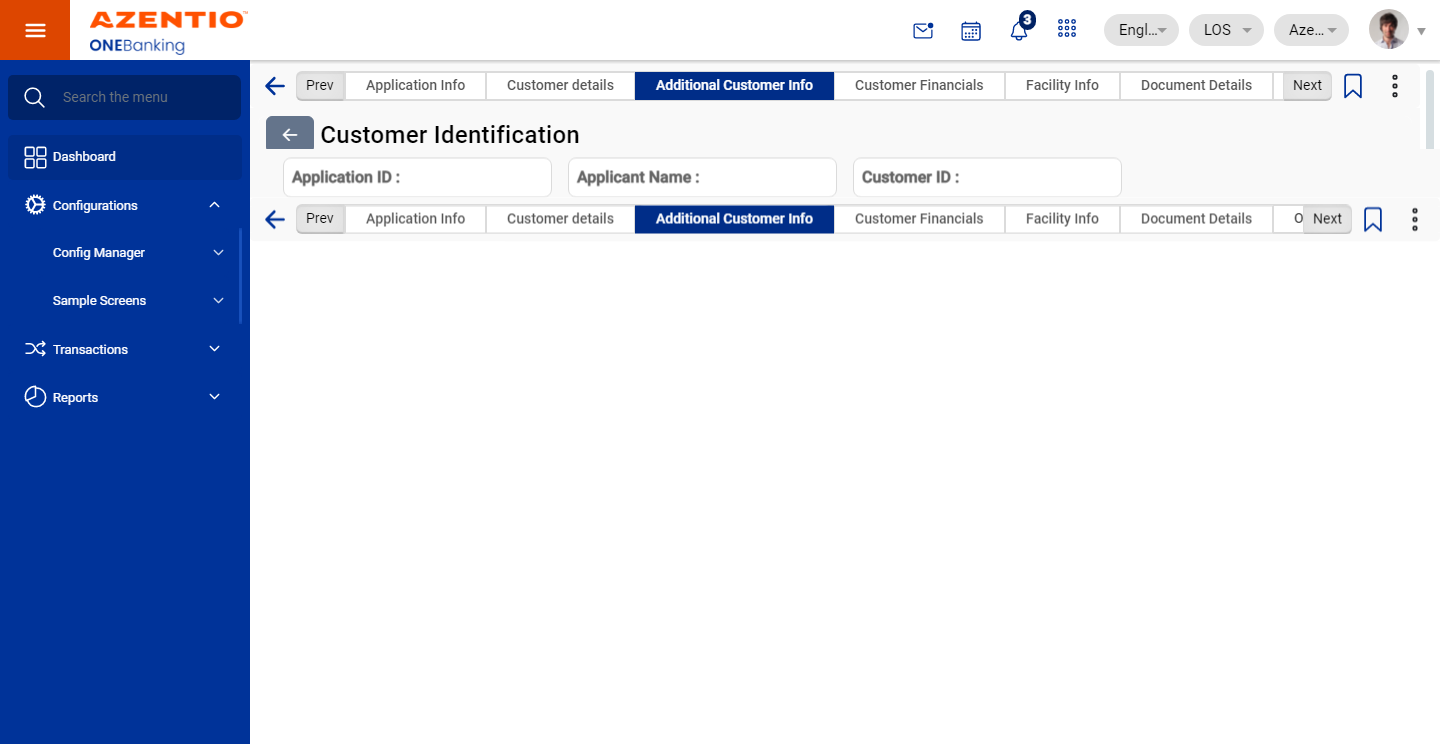 AZENTIO™
ONEBanking
3
Engl...
LOS
Aze...
Search the menu
Dashboard
Configurations
Config Manager
Sample Screens
Transactions
Reports
Prev Application Info Customer details Additional Customer Info Customer Financials Facility Info Document Details Next
Customer Identification
Application ID : Applicant Name : Customer ID :
Prev Application Info Customer details Additional Customer Info Customer Financials Facility Info Document Details O Next